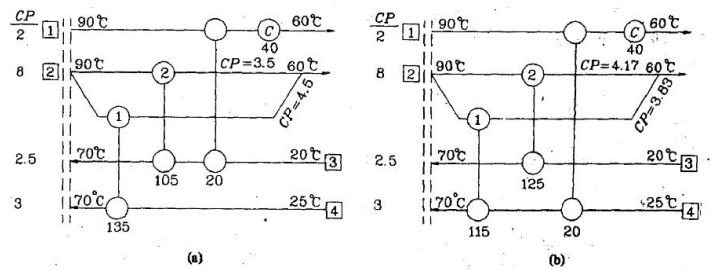 CP
2 1 90℃ C 60℃
40
8 2 90℃ 2 CP=3.5 60℃
CP=4.5
1
2.5 70℃ 20℃ 3
105 20
3 70℃ 25℃ 4
135
(a)
CP
2 1 90℃ C 60℃
40
8 2 90℃ 2 CP=4.17 60℃
CP=3.83
1
2.5 70℃ 20℃ 3
125
3 70℃ 25℃ 4
115 20
(b)